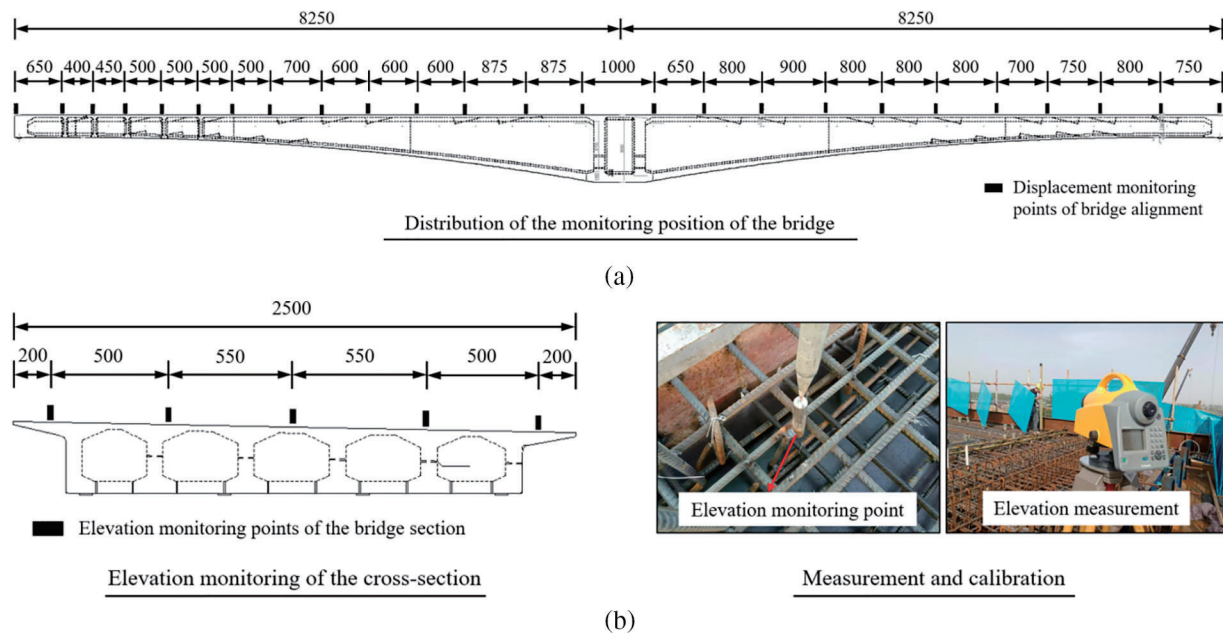 8250 8250
650 400 450 500 500 500 500 700 600 600 600 875 875 1000 650 800 900 800 800 800 700 750 800 750
Displacement monitoring
points of bridge alignment
Distribution of the monitoring position of the bridge
(a)
2500
200 500 550 550 500 200
Elevation monitoring points of the bridge section
Elevation monitoring of the cross-section
Elevation monitoring point
Elevation measurement
Measurement and calibration
(b)